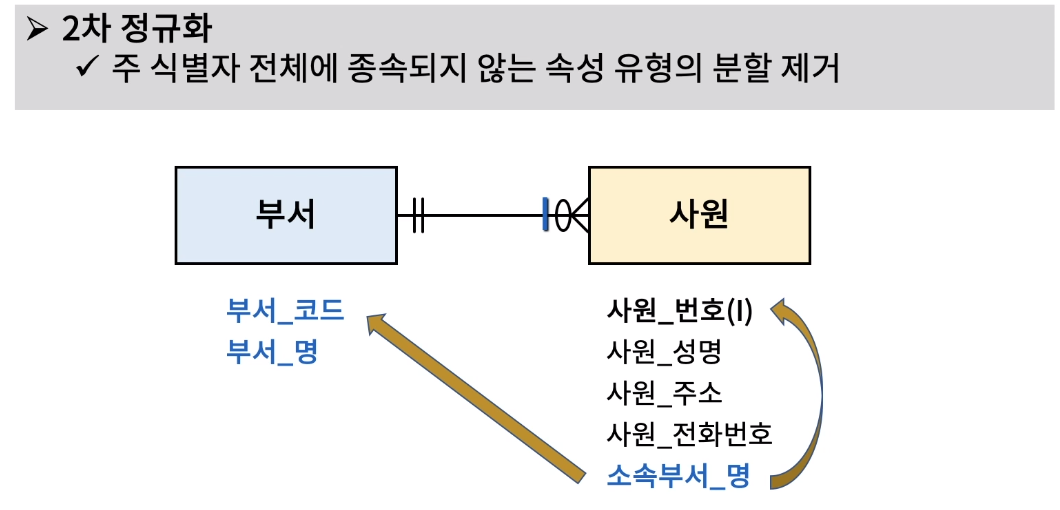 ➢ 2차 정규화
✓ 주 식별자 전체에 종속되지 않는 속성 유형의 분할 제거
부서
사원
부서_코드
부서_명
사원_번호(I)
사원_성명
사원_주소
사원_전화번호
소속부서_명